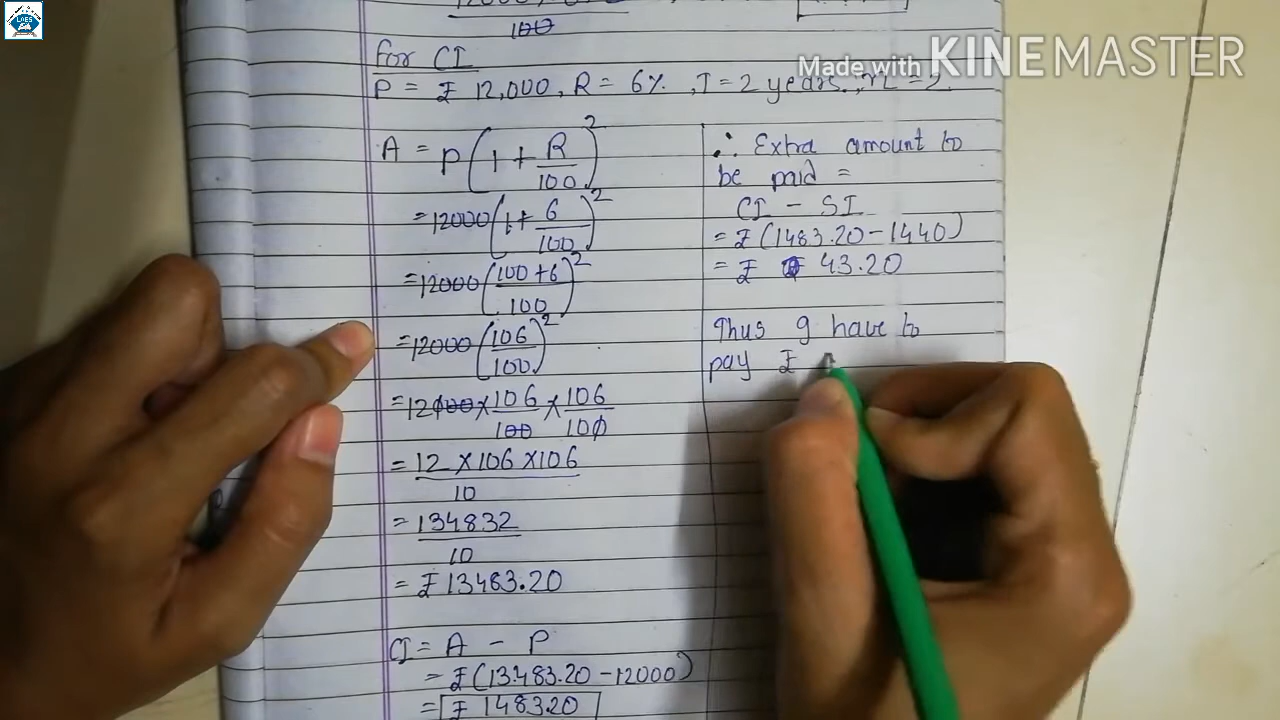 LAES
Made with KINEMASTER
100
for CI
P = ₹ 12,000, R = 6%, T = 2 years, n = 2.
A = P(1 + R/100)²
= 12000(1 + 6/100)²
= 12000(100 + 6/100)²
= 12000(106/100)²
= 12000 × 106/100 × 106/100
= 12 × 106 × 106/10
= 134832/10
= ₹ 13483.20
CI = A - P
= ₹ (13483.20 - 12000)
= ₹ 1483.20
∴ Extra amount to
be paid =
CI - SI
= ₹ (1483.20 - 1440)
= ₹ 43.20
Thus I have to
pay ₹